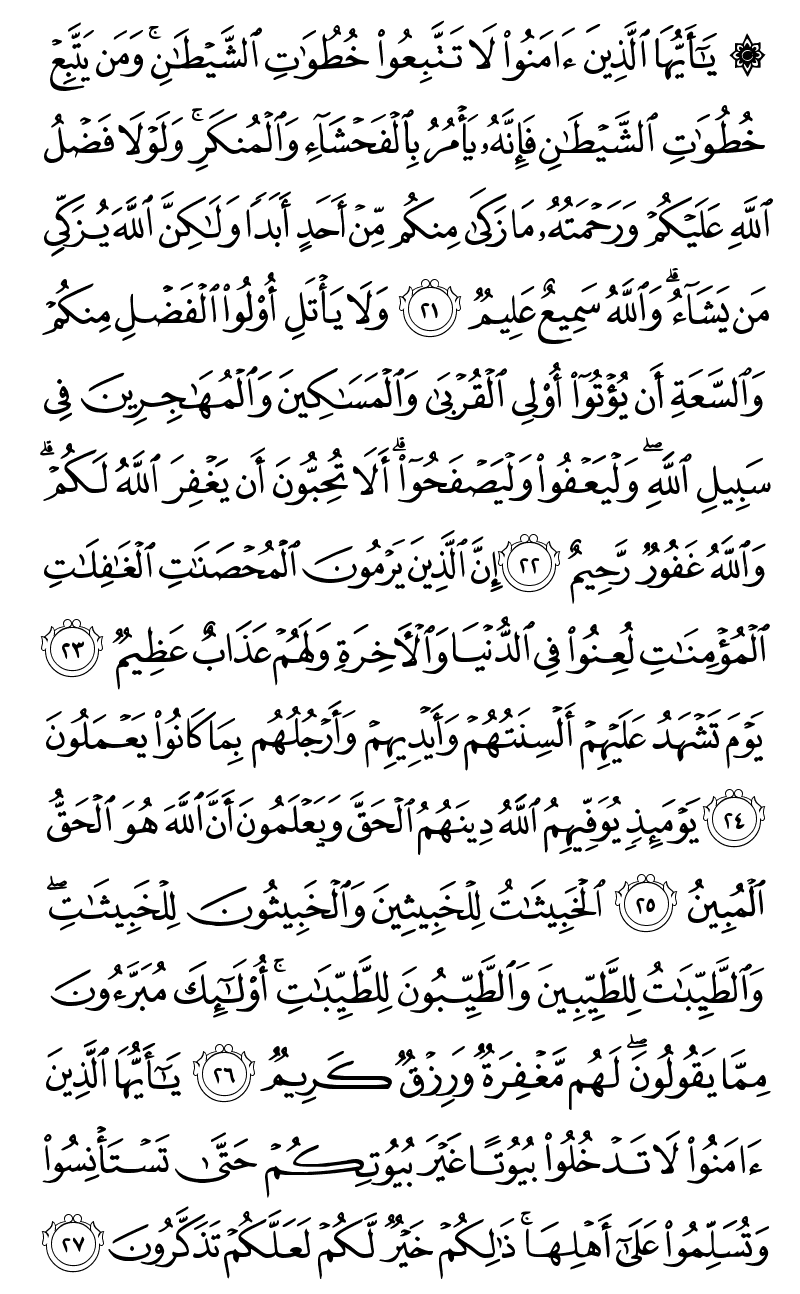 ۞ يَـٰٓأَيُّهَا ٱلَّذِينَ ءَامَنُوا۟ لَا تَتَّبِعُوا۟ خُطُوَٰتِ ٱلشَّيْطَـٰنِ ۚ وَمَن يَتَّبِعْ
خُطُوَٰتِ ٱلشَّيْطَـٰنِ فَإِنَّهُۥ يَأْمُرُ بِٱلْفَحْشَآءِ وَٱلْمُنكَرِ ۚ وَلَوْلَا فَضْلُ
ٱللَّهِ عَلَيْكُمْ وَرَحْمَتُهُۥ مَا زَكَىٰ مِنكُم مِّنْ أَحَدٍ أَبَدًا وَلَـٰكِنَّ ٱللَّهَ يُزَكِّى
مَن يَشَآءُ ۗ وَٱللَّهُ سَمِيعٌ عَلِيمٌ ٢١ وَلَا يَأْتَلِ أُو۟لُوا۟ ٱلْفَضْلِ مِنكُمْ
وَٱلسَّعَةِ أَن يُؤْتُوٓا۟ أُو۟لِى ٱلْقُرْبَىٰ وَٱلْمَسَـٰكِينَ وَٱلْمُهَـٰجِرِينَ فِى
سَبِيلِ ٱللَّهِ ۖ وَلْيَعْفُوا۟ وَلْيَصْفَحُوٓا۟ ۗ أَلَا تُحِبُّونَ أَن يَغْفِرَ ٱللَّهُ لَكُمْ ۗ
وَٱللَّهُ غَفُورٌ رَّحِيمٌ ٢٢ إِنَّ ٱلَّذِينَ يَرْمُونَ ٱلْمُحْصَنَـٰتِ ٱلْغَـٰفِلَـٰتِ
ٱلْمُؤْمِنَـٰتِ لُعِنُوا۟ فِى ٱلدُّنْيَا وَٱلْـَٔاخِرَةِ وَلَهُمْ عَذَابٌ عَظِيمٌ ٢٣
يَوْمَ تَشْهَدُ عَلَيْهِمْ أَلْسِنَتُهُمْ وَأَيْدِيهِمْ وَأَرْجُلُهُم بِمَا كَانُوا۟ يَعْمَلُونَ
٢٤ يَوْمَئِذٍ يُوَفِّيهِمُ ٱللَّهُ دِينَهُمُ ٱلْحَقَّ وَيَعْلَمُونَ أَنَّ ٱللَّهَ هُوَ ٱلْحَقُّ
ٱلْمُبِينُ ٢٥ ٱلْخَبِيثَـٰتُ لِلْخَبِيثِينَ وَٱلْخَبِيثُونَ لِلْخَبِيثَـٰتِ ۖ
وَٱلطَّيِّبَـٰتُ لِلطَّيِّبِينَ وَٱلطَّيِّبُونَ لِلطَّيِّبَـٰتِ ۚ أُو۟لَـٰٓئِكَ مُبَرَّءُونَ
مِمَّا يَقُولُونَ ۖ لَهُم مَّغْفِرَةٌ وَرِزْقٌ كَرِيمٌ ٢٦ يَـٰٓأَيُّهَا ٱلَّذِينَ
ءَامَنُوا۟ لَا تَدْخُلُوا۟ بُيُوتًا غَيْرَ بُيُوتِكُمْ حَتَّىٰ تَسْتَأْنِسُوا۟
وَتُسَلِّمُوا۟ عَلَىٰٓ أَهْلِهَا ۚ ذَٰلِكُمْ خَيْرٌ لَّكُمْ لَعَلَّكُمْ تَذَكَّرُونَ ٢٧